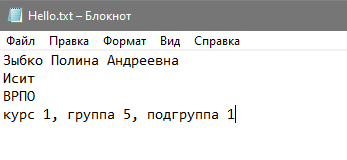 Hello.txt – Блокнот
Файл Правка Формат Вид Справка
Зыбко Полина Андреевна
Исит
ВРПО
курс 1, группа 5, подгруппа 1